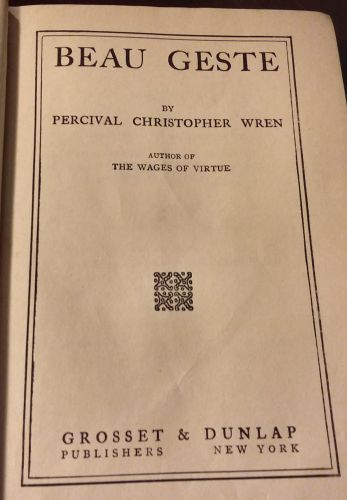 BEAU GESTE
BY
PERCIVAL CHRISTOPHER WREN
AUTHOR OF
THE WAGES OF VIRTUE
GROSSET & DUNLAP
PUBLISHERS NEW YORK